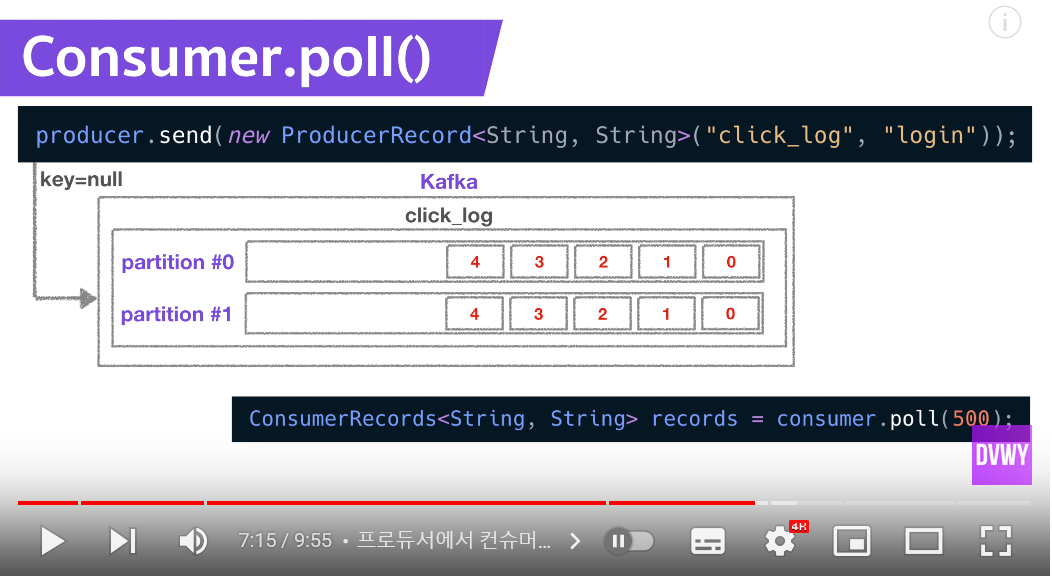 Consumer.poll()
producer.send(new ProducerRecord<String, String>("click_log", "login"));
key=null
Kafka
click_log
partition #0 4 3 2 1 0
partition #1 4 3 2 1 0
ConsumerRecords<String, String> records = consumer.poll(500);
DVWY
7:15 / 9:55 • 프로듀서에서 컨슈머...
4K